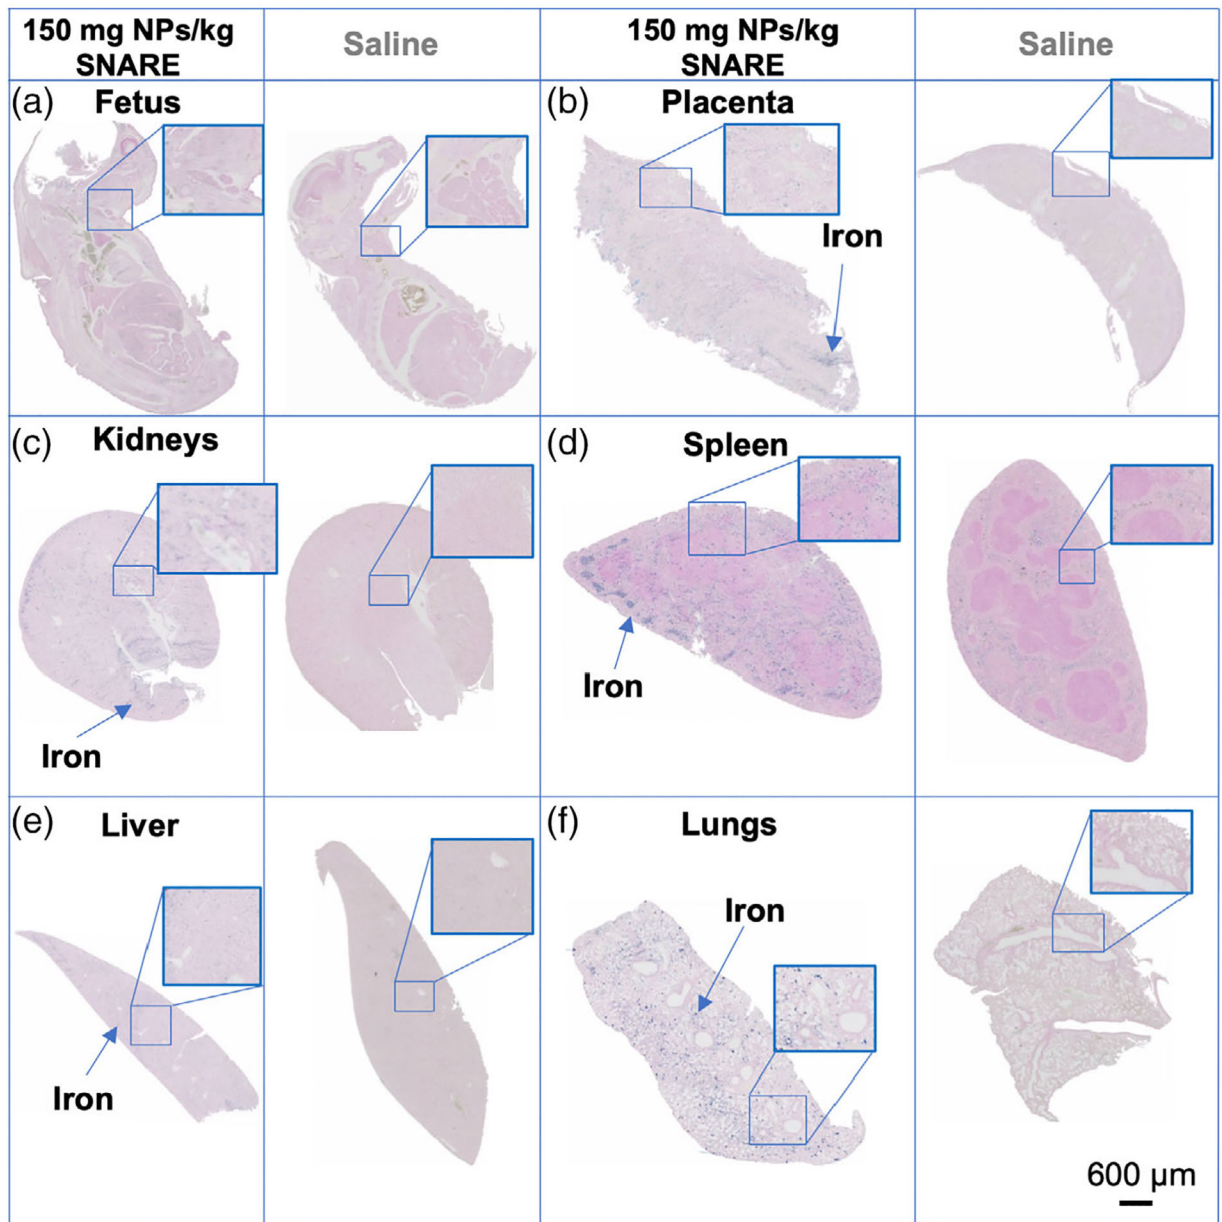 150 mg NPs/kg
SNARE
Saline
150 mg NPs/kg
SNARE
Saline
(a) Fetus
(b) Placenta
Iron
(c) Kidneys
Iron
(d) Spleen
Iron
(e) Liver
Iron
(f) Lungs
Iron
600 µm